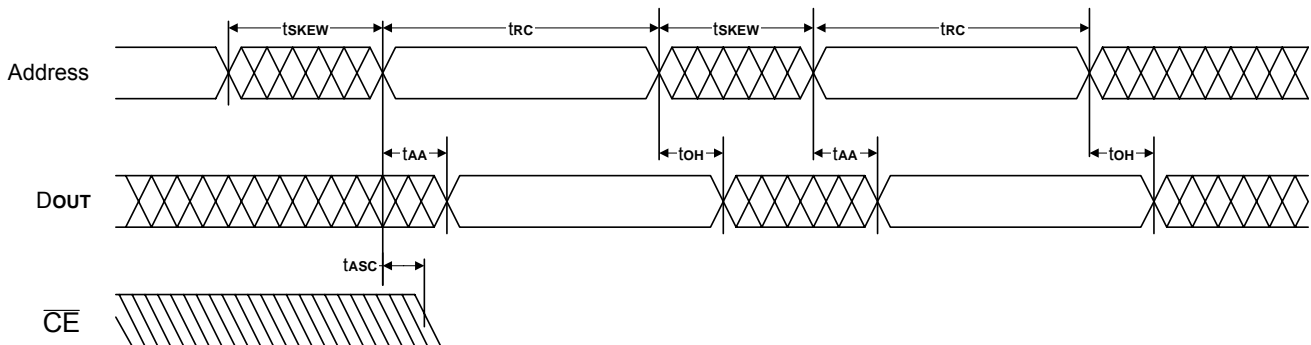 tSKEW tRC tSKEW tRC
Address
tAA tOH tAA tOH
DOUT
tASC
CE